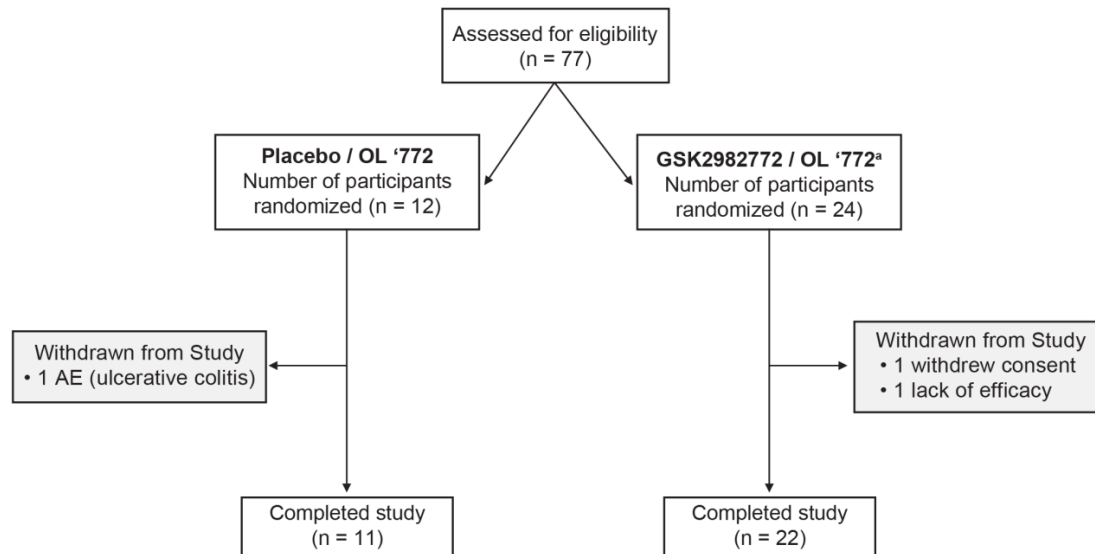 Assessed for eligibility
(n = 77)
Placebo / OL ‘772
Number of participants
randomized (n = 12)
GSK2982772 / OL ‘772ᵃ
Number of participants
randomized (n = 24)
Withdrawn from Study
• 1 AE (ulcerative colitis)
Withdrawn from Study
• 1 withdrew consent
• 1 lack of efficacy
Completed study
(n = 11)
Completed study
(n = 22)